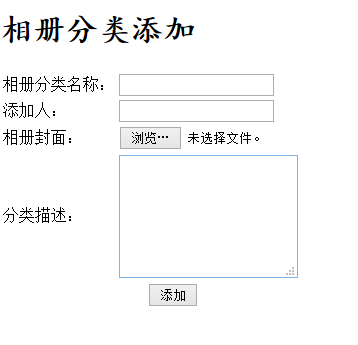 相册分类添加
相册分类名称：
添加人：
相册封面： 浏览… 未选择文件。
分类描述：
添加